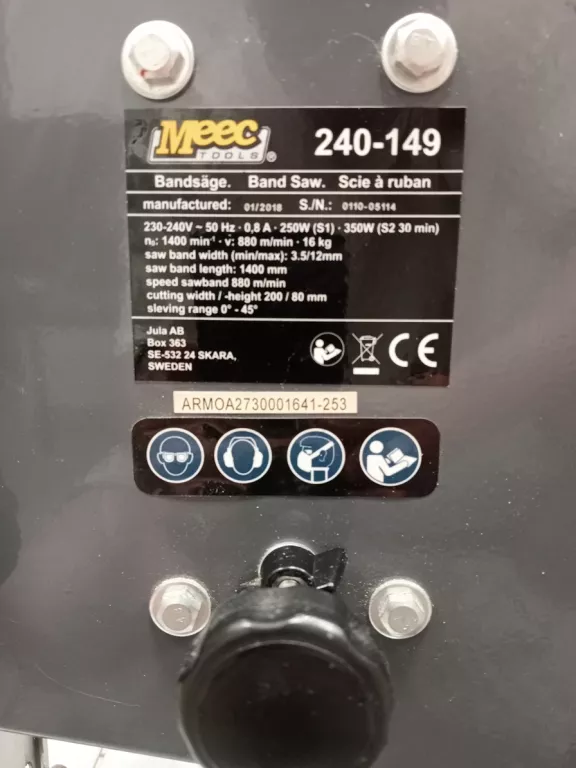 Meec
TOOLS ®
240-149
Bandsäge. Band Saw. Scie à ruban
manufactured: 01/2018 S./N.: 0110-05114
230-240V ~ 50 Hz · 0,8 A · 250W (S1) · 350W (S2 30 min)
n₀: 1400 min⁻¹ · v: 880 m/min · 16 kg
saw band width (min/max): 3.5/12mm
saw band length: 1400 mm
speed sawband 880 m/min
cutting width / -height 200 / 80 mm
sleving range 0° - 45°
Jula AB
Box 363
SE-532 24 SKARA,
SWEDEN
CE
ARMOA2730001641-253